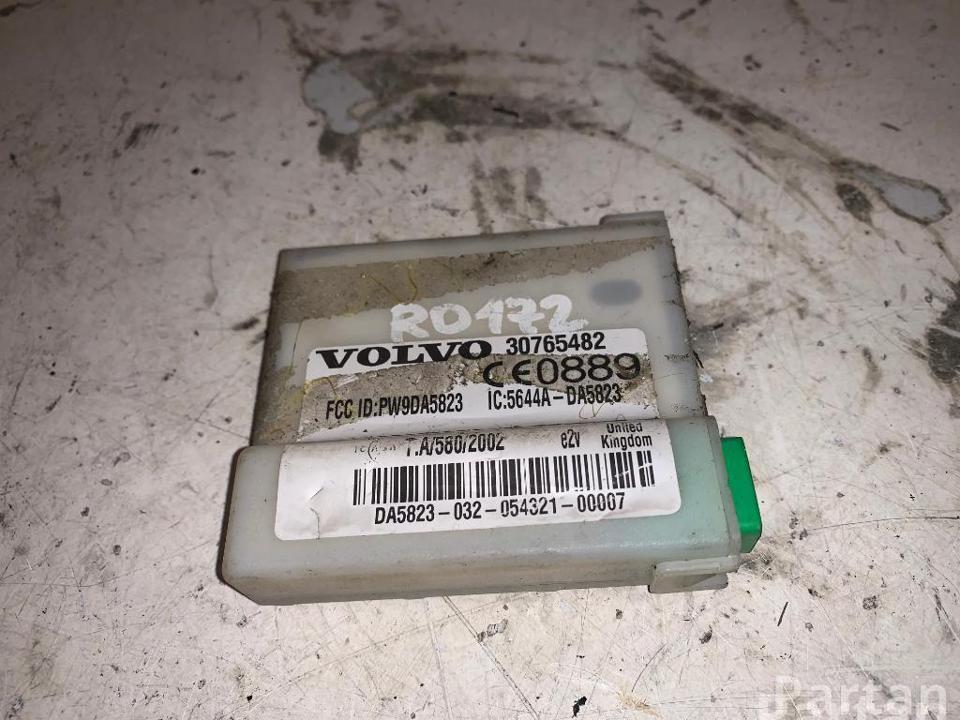 RO172
VOLVO 30765482
CE0889
FCC ID:PW9DA5823 IC:5644A-DA5823
ICASA T.A/580/2002 e2v United Kingdom
DA5823-032-054321-00007
Partan